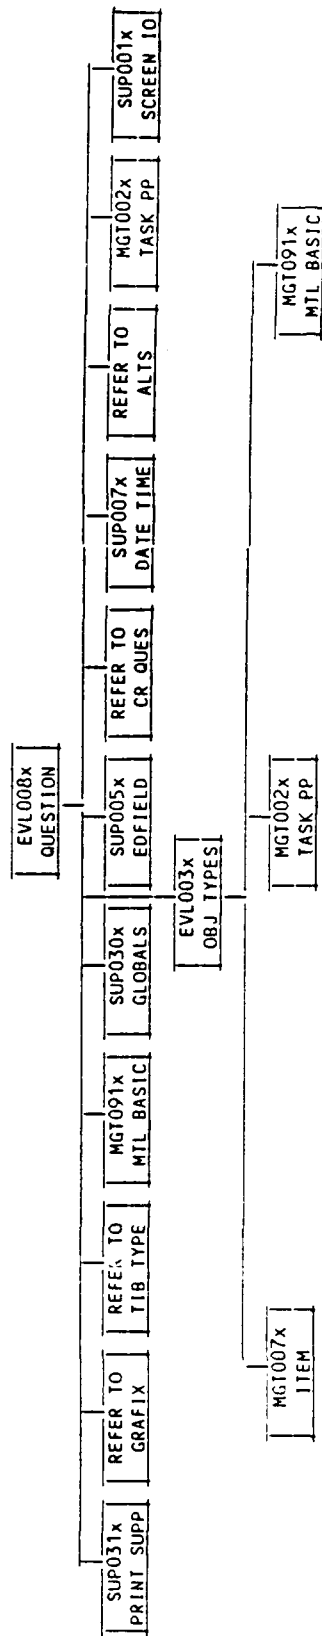 EVL008x
QUESTION
SUP031x
PRINT SUPP
REFER TO
GRAFIX
REFER TO
TIB TYPE
MGT091x
MTL BASIC
SUP030x
GLOBALS
SUP005x
EDFIELD
REFER TO
CR QUES
SUP007x
DATE TIME
REFER TO
ALTS
MGT002x
TASK PP
SUP001x
SCREEN IO
EVL003x
OBJ TYPES
MGT007x
ITEM
MGT002x
TASK PP
MGT091x
MTL BASIC